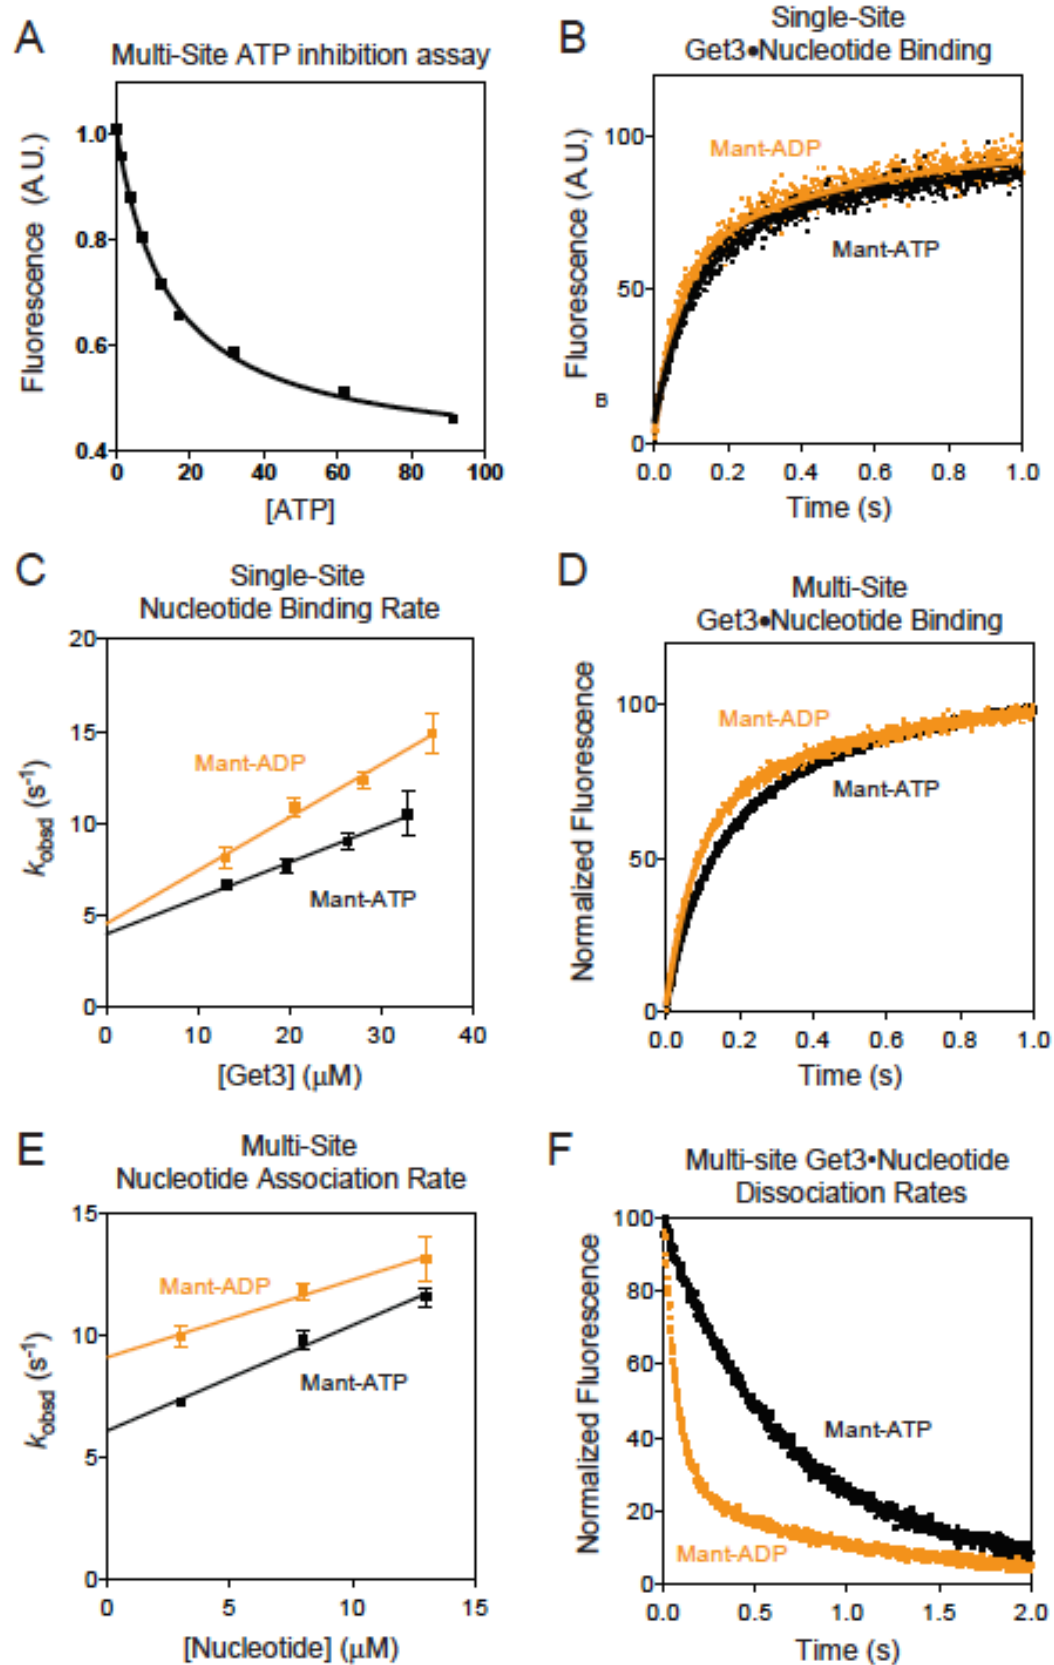 A
Multi-Site ATP inhibition assay
Fluorescence (A.U.)
1.0
0.8
0.6
0.4
0 20 40 60 80 100
[ATP]
B
Single-Site
Get3•Nucleotide Binding
Fluorescence (A.U.)
100
50
0
Mant-ADP
Mant-ATP
B
0.0 0.2 0.4 0.6 0.8 1.0
Time (s)
C
Single-Site
Nucleotide Binding Rate
kobsd (s-1)
20
15
10
5
0
Mant-ADP
Mant-ATP
0 10 20 30 40
[Get3] (μM)
D
Multi-Site
Get3•Nucleotide Binding
Normalized Fluorescence
100
50
0
Mant-ADP
Mant-ATP
0.0 0.2 0.4 0.6 0.8 1.0
Time (s)
E
Multi-Site
Nucleotide Association Rate
kobsd (s-1)
15
10
5
0
Mant-ADP
Mant-ATP
0 5 10 15
[Nucleotide] (μM)
F
Multi-site Get3•Nucleotide
Dissociation Rates
Normalized Fluorescence
100
80
60
40
20
0
Mant-ATP
Mant-ADP
0.0 0.5 1.0 1.5 2.0
Time (s)